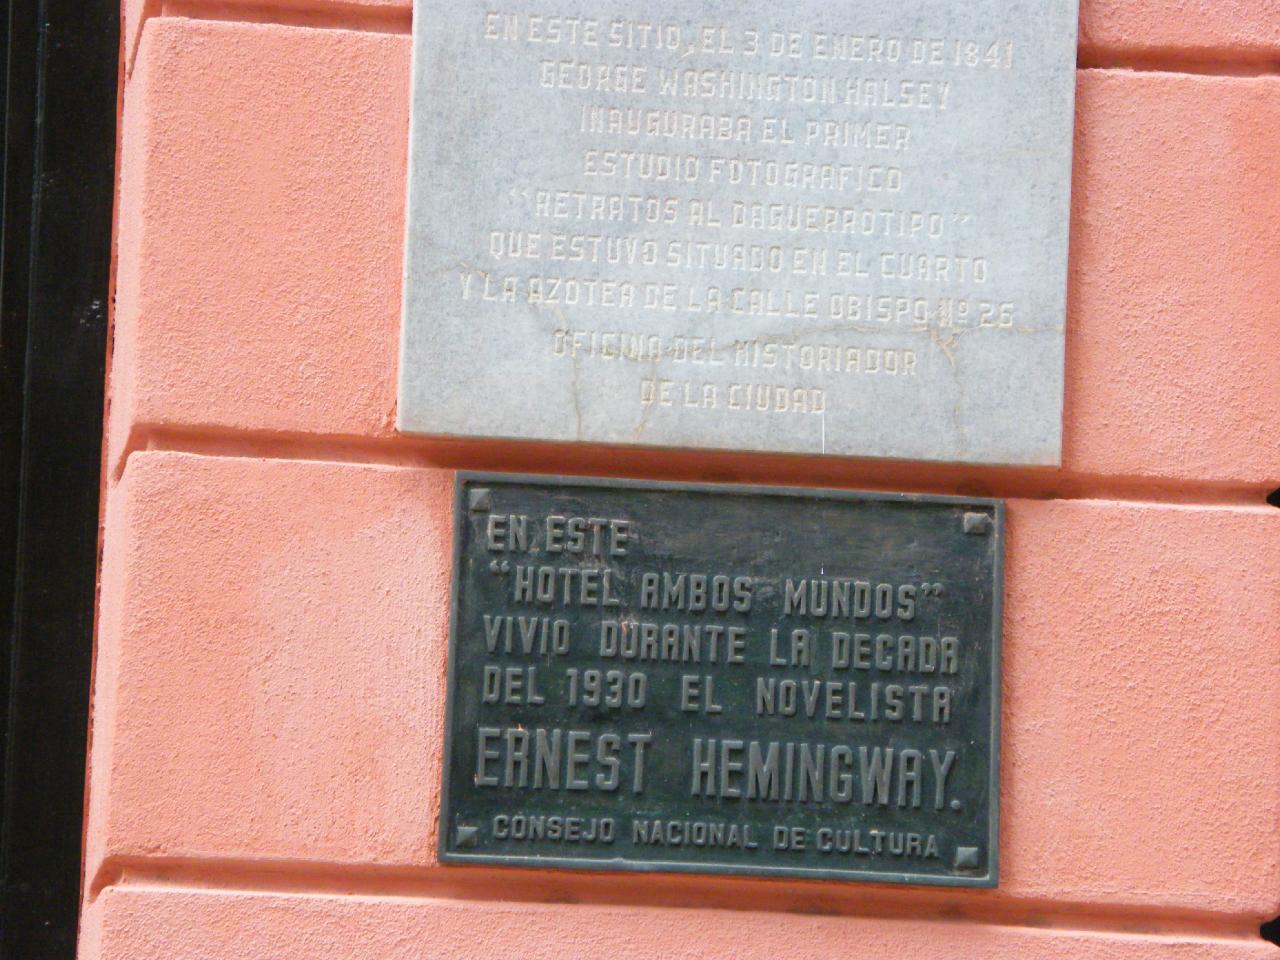 EN ESTE SITIO, EL 3 DE ENERO DE 1841
GEORGE WASHINGTON HALSEY
INAUGURABA EL PRIMER
ESTUDIO FOTOGRAFICO
"RETRATOS AL DAGUERROTIPO"
QUE ESTUVO SITUADO EN EL CUARTO
Y LA AZOTEA DE LA CALLE OBISPO Nº 26
OFICINA DEL HISTORIADOR
DE LA CIUDAD
EN ESTE
"HOTEL AMBOS MUNDOS"
VIVIO DURANTE LA DECADA
DEL 1930 EL NOVELISTA
ERNEST HEMINGWAY.
CONSEJO NACIONAL DE CULTURA